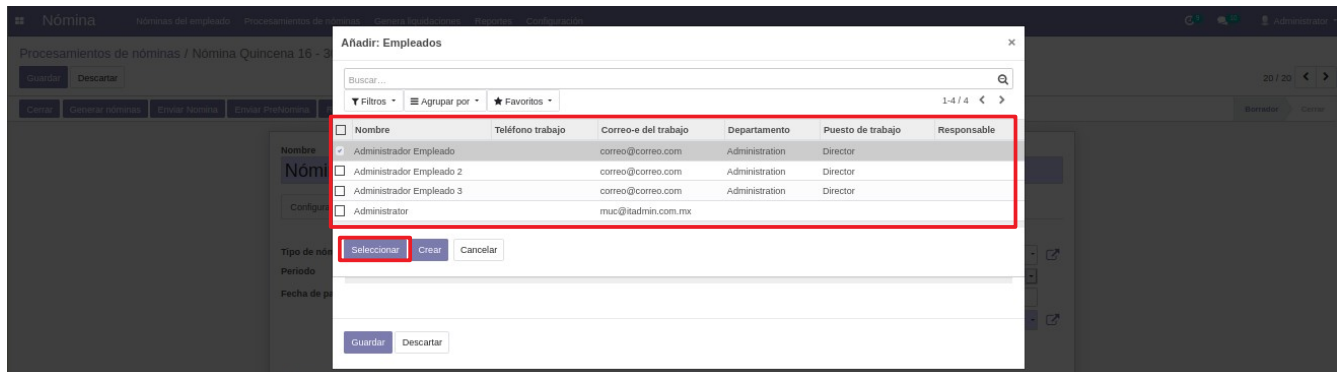 Nómina Nóminas del empleado Procesamientos de nóminas Genera liquidaciones Reportes Configuración Administrator
Añadir: Empleados ×
Procesamientos de nóminas / Nómina Quincena 16 - 3
Guardar Descartar 20 / 20
Buscar...
Filtros Agrupar por Favoritos 1-4 / 4
Cerrar Generar nóminas Enviar Nomina Enviar PreNomina Borrador Cerrar
Nombre Teléfono trabajo Correo-e del trabajo Departamento Puesto de trabajo Responsable
Nombre
Administrador Empleado correo@correo.com Administration Director
Nómi
Administrador Empleado 2 correo@correo.com Administration Director
Administrador Empleado 3 correo@correo.com Administration Director
Configura
Administrator muc@itadmin.com.mx
Tipo de nóm
Seleccionar Crear Cancelar
Periodo
Fecha de pa
Guardar Descartar